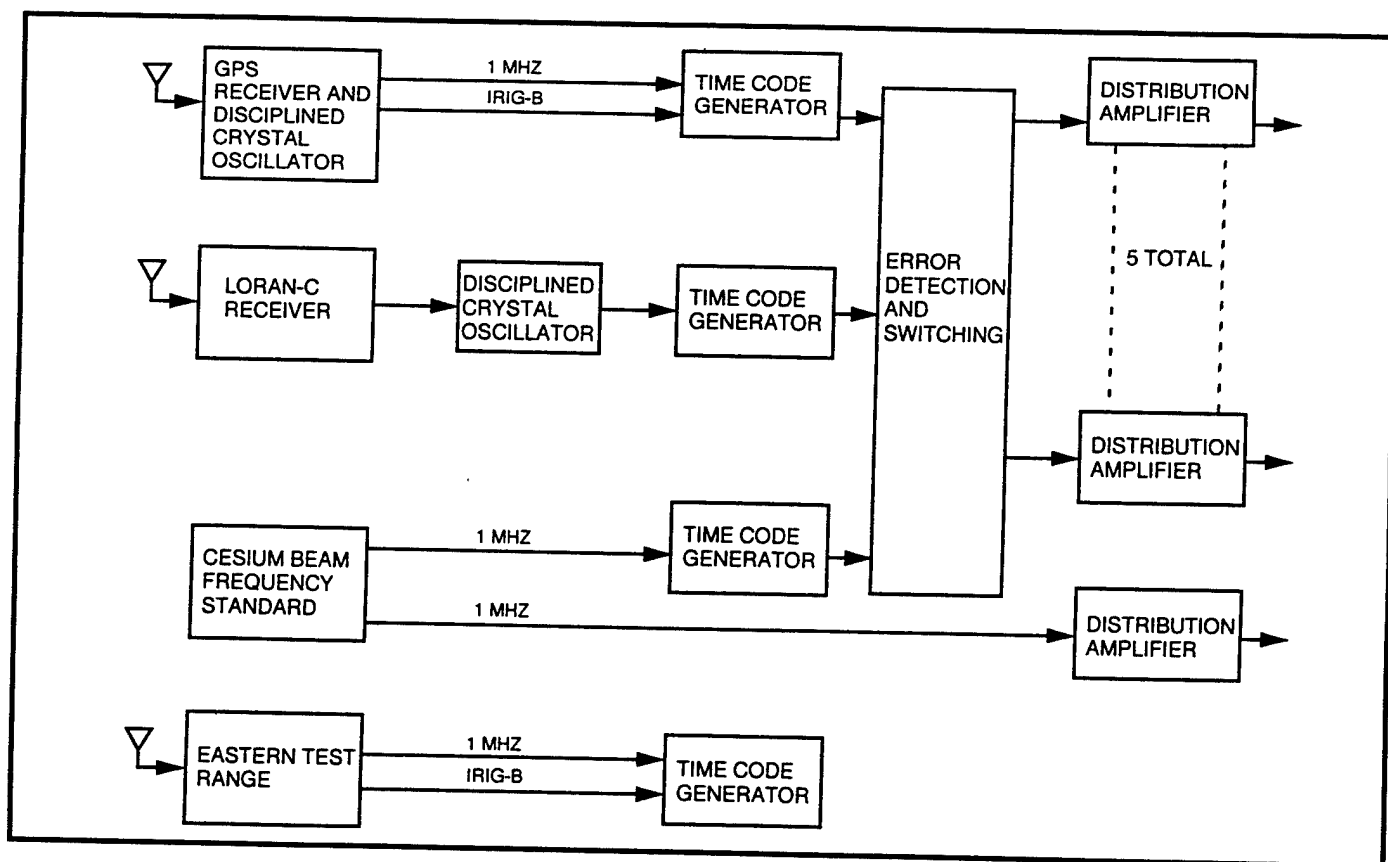 GPS
RECEIVER AND
DISCIPLINED
CRYSTAL
OSCILLATOR
1 MHZ
IRIG-B
TIME CODE
GENERATOR
DISTRIBUTION
AMPLIFIER
LORAN-C
RECEIVER
DISCIPLINED
CRYSTAL
OSCILLATOR
TIME CODE
GENERATOR
ERROR
DETECTION
AND
SWITCHING
5 TOTAL
DISTRIBUTION
AMPLIFIER
CESIUM BEAM
FREQUENCY
STANDARD
1 MHZ
TIME CODE
GENERATOR
1 MHZ
DISTRIBUTION
AMPLIFIER
EASTERN TEST
RANGE
1 MHZ
IRIG-B
TIME CODE
GENERATOR